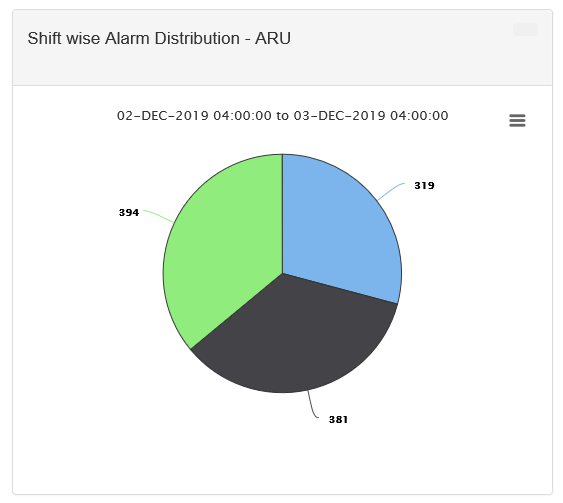 Shift wise Alarm Distribution - ARU
02-DEC-2019 04:00:00 to 03-DEC-2019 04:00:00
319
394
381